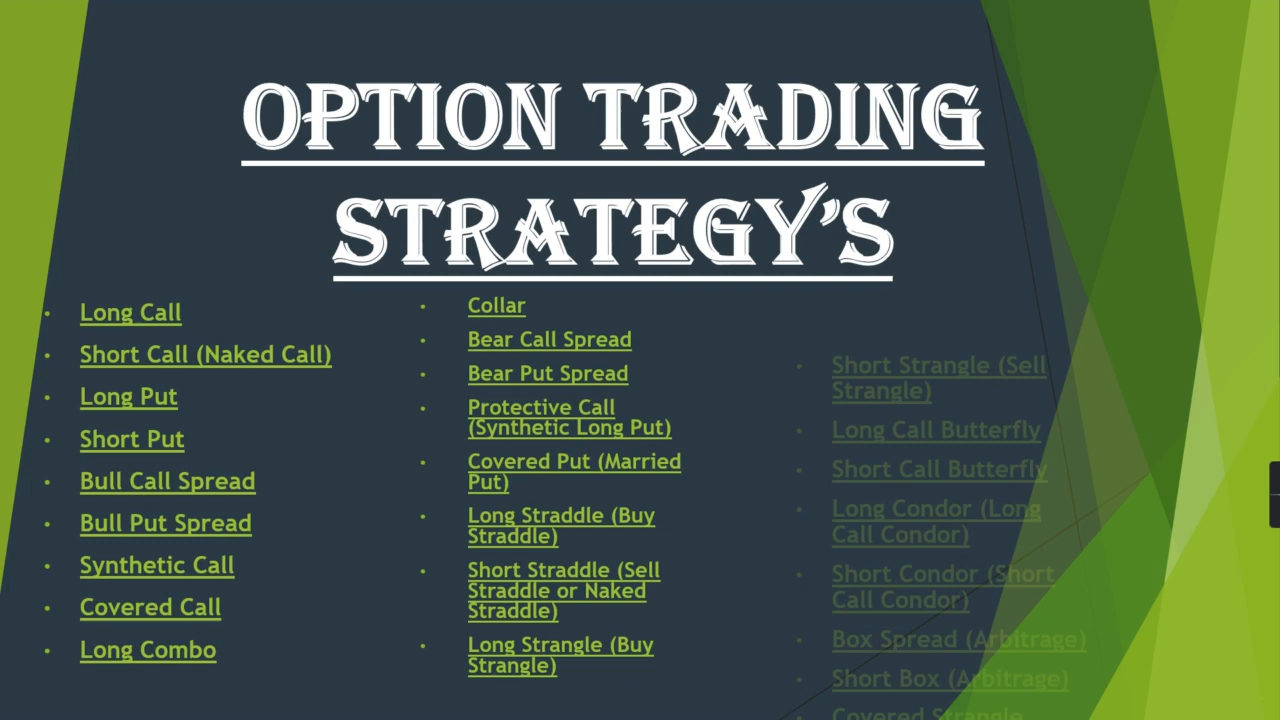 OPTION TRADING
STRATEGY’S
• Long Call
• Short Call (Naked Call)
• Long Put
• Short Put
• Bull Call Spread
• Bull Put Spread
• Synthetic Call
• Covered Call
• Long Combo
• Collar
• Bear Call Spread
• Bear Put Spread
• Protective Call
(Synthetic Long Put)
• Covered Put (Married
Put)
• Long Straddle (Buy
Straddle)
• Short Straddle (Sell
Straddle or Naked
Straddle)
• Long Strangle (Buy
Strangle)
• Short Strangle (Sell
Strangle)
• Long Call Butterfly
• Short Call Butterfly
• Long Condor (Long
Call Condor)
• Short Condor (Short
Call Condor)
• Box Spread (Arbitrage)
• Short Box (Arbitrage)
• Covered Strangle